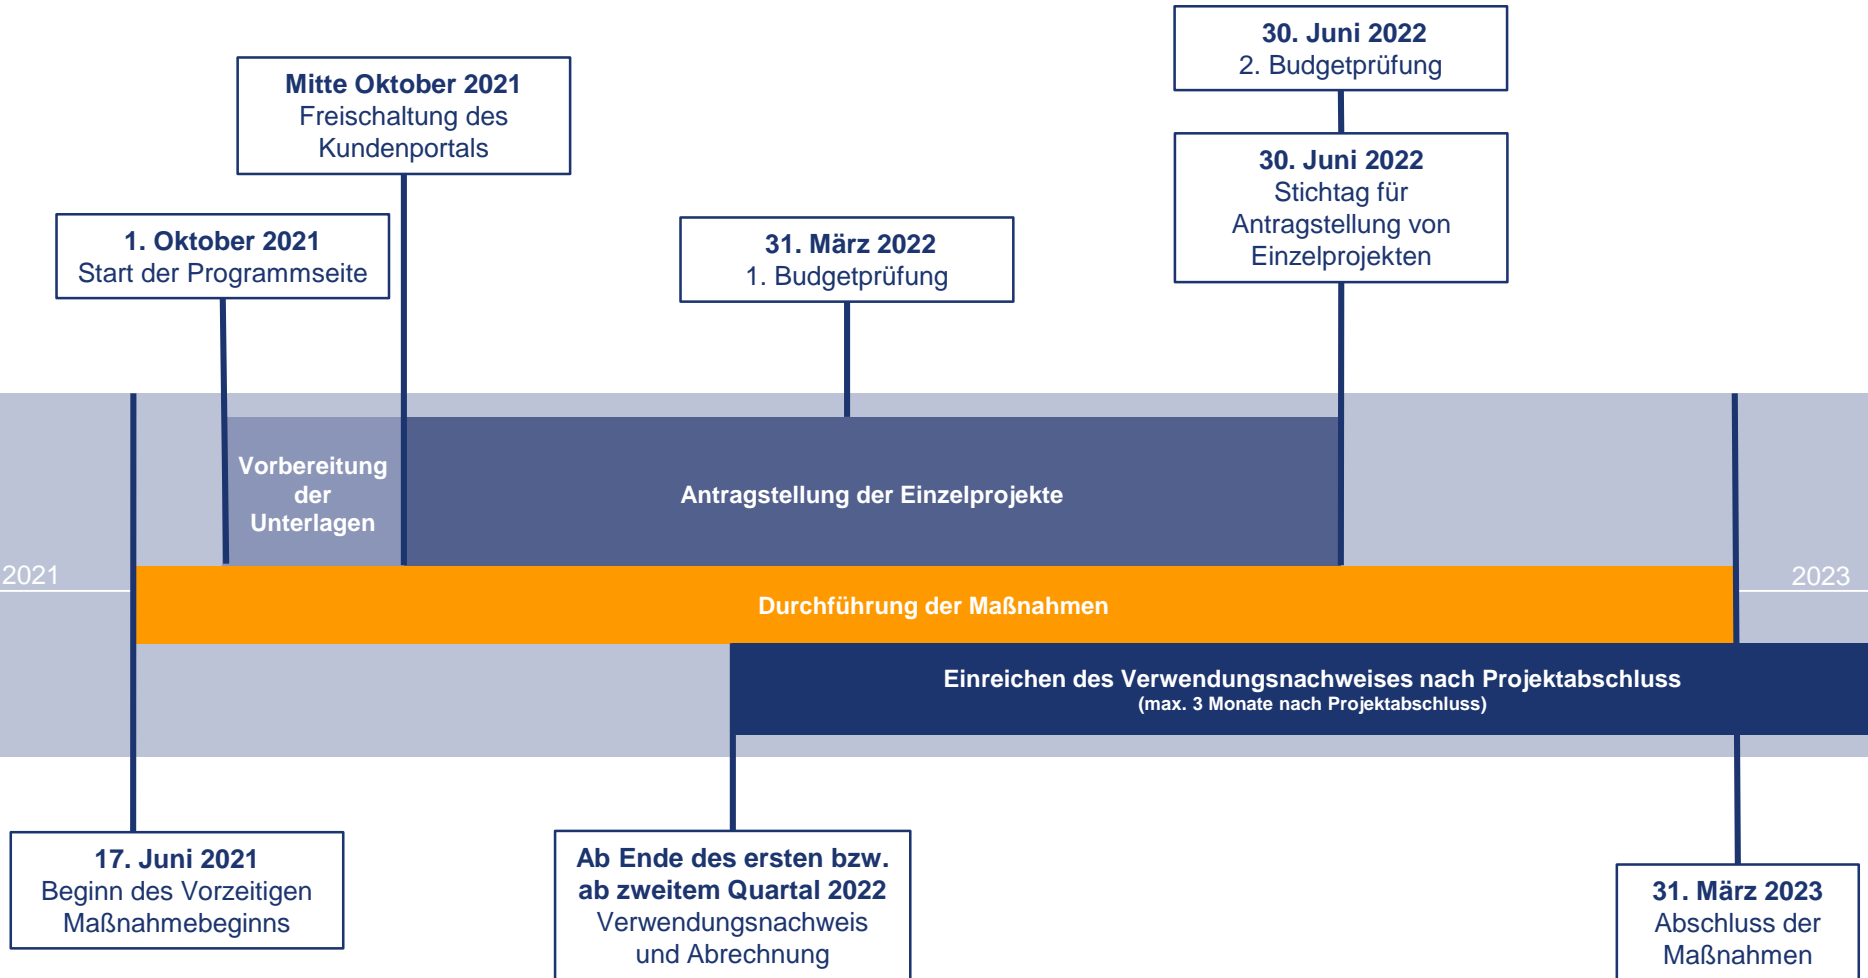 30. Juni 2022
2. Budgetprüfung
Mitte Oktober 2021
Freischaltung des
Kundenportals
30. Juni 2022
Stichtag für
Antragstellung von
Einzelprojekten
1. Oktober 2021
Start der Programmseite
31. März 2022
1. Budgetprüfung
Vorbereitung
der
Unterlagen
Antragstellung der Einzelprojekte
2021
2023
Durchführung der Maßnahmen
Einreichen des Verwendungsnachweises nach Projektabschluss
(max. 3 Monate nach Projektabschluss)
17. Juni 2021
Beginn des Vorzeitigen
Maßnahmebeginns
Ab Ende des ersten bzw.
ab zweitem Quartal 2022
Verwendungsnachweis
und Abrechnung
31. März 2023
Abschluss der
Maßnahmen